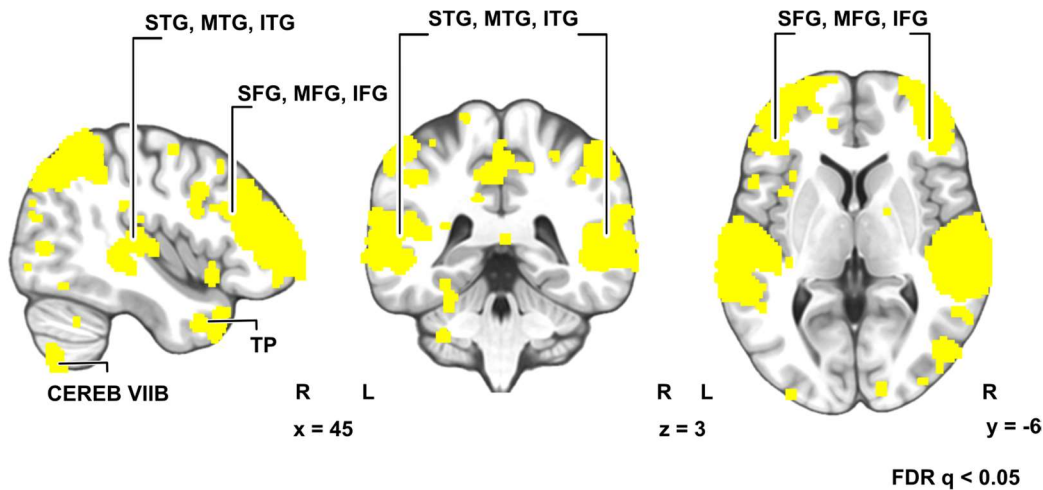 STG, MTG, ITG
STG, MTG, ITG
SFG, MFG, IFG
SFG, MFG, IFG
TP
CEREB VIIB
R
L
R
L
R
x = 45
z = 3
y = -6
FDR q < 0.05